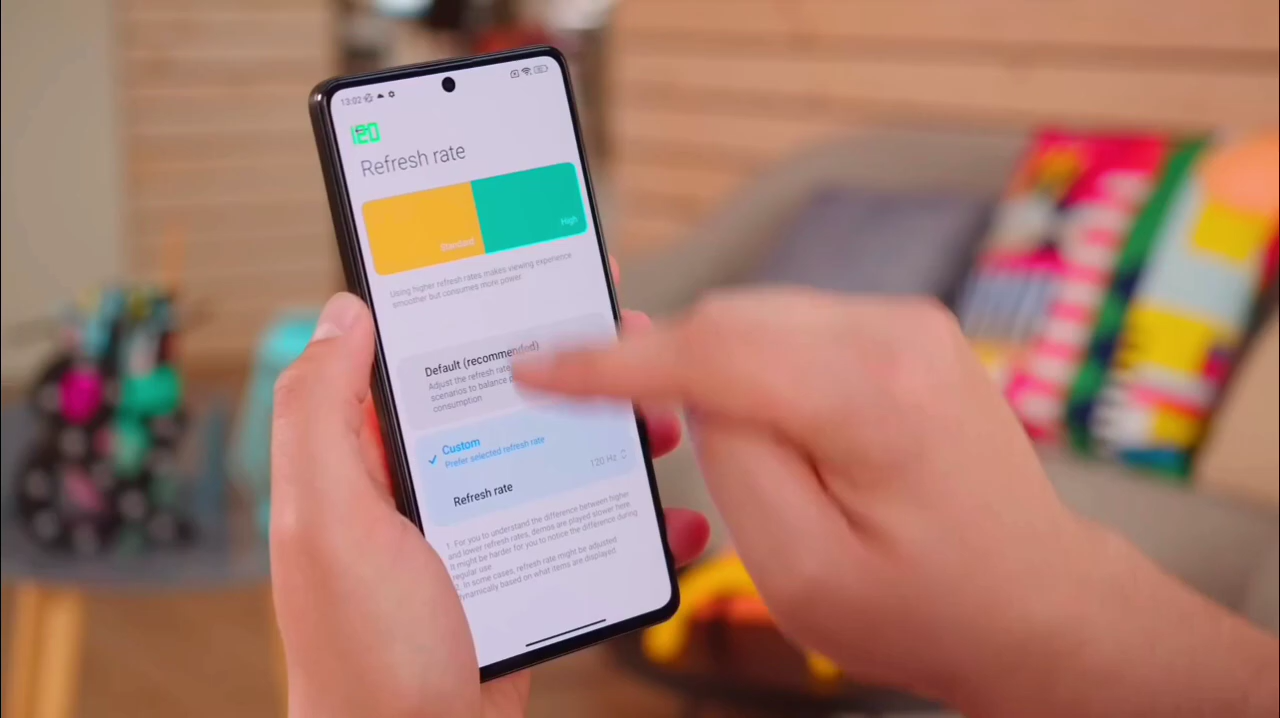 13:02
120
Refresh rate
Standard
High
Using higher refresh rates makes viewing experience
smoother but consumes more power.
Default (recommended)
Adjust the refresh rate
scenarios to balance
consumption
Custom
Prefer selected refresh rate
Refresh rate
120 Hz
1. For you to understand the difference between higher
and lower refresh rates, demos are played slower here.
It might be harder for you to notice the difference during
regular use
2. In some cases, refresh rate might be adjusted
dynamically based on what items are displayed.